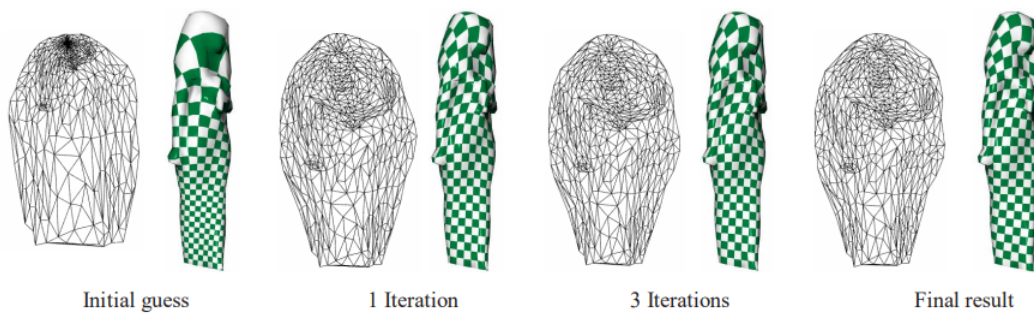 Initial guess
1 Iteration
3 Iterations
Final result